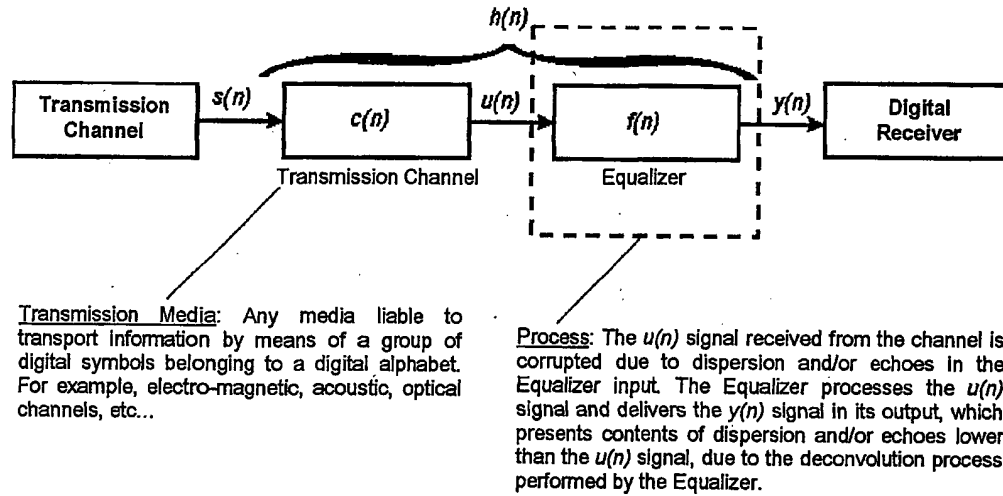 h(n)
s(n)
u(n)
y(n)
Transmission
Channel
c(n)
f(n)
Digital
Receiver
Transmission Channel
Equalizer
Transmission Media: Any media liable to
transport information by means of a group of
digital symbols belonging to a digital alphabet.
For example, electro-magnetic, acoustic, optical
channels, etc...
Process: The u(n) signal received from the channel is
corrupted due to dispersion and/or echoes in the
Equalizer input. The Equalizer processes the u(n)
signal and delivers the y(n) signal in its output, which
presents contents of dispersion and/or echoes lower
than the u(n) signal, due to the deconvolution process
performed by the Equalizer.